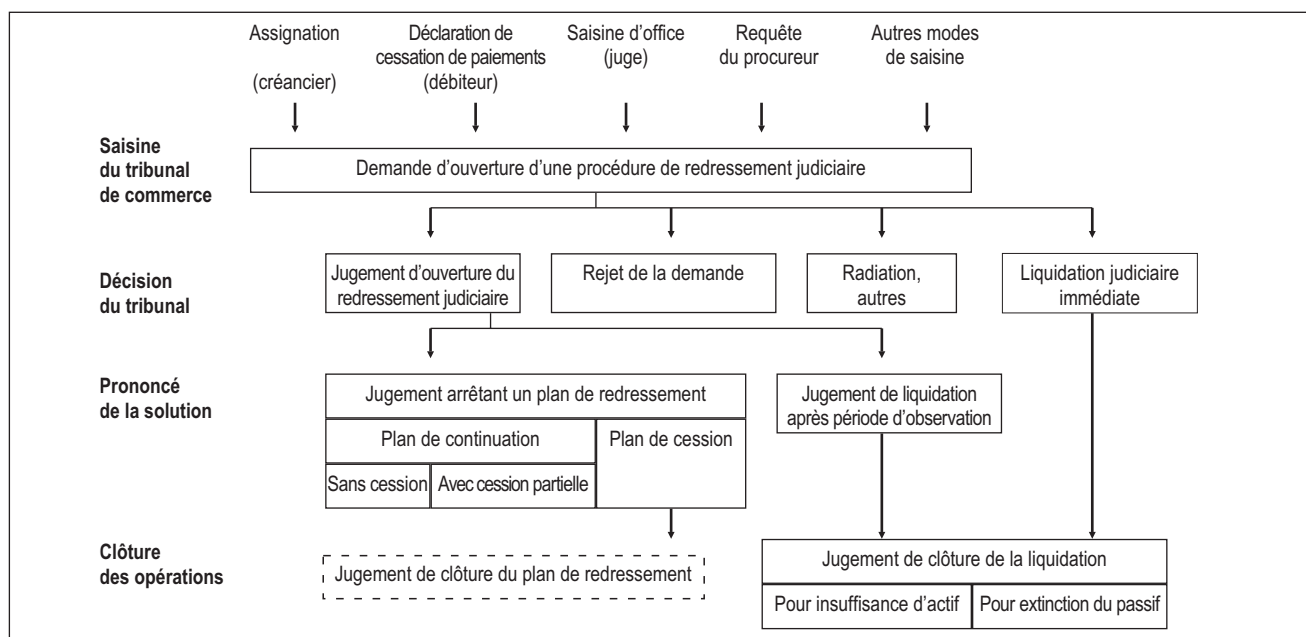 Assignation
(créancier)
Déclaration de
cessation de paiements
(débiteur)
Saisine d’office
(juge)
Requête
du procureur
Autres modes
de saisine
Saisine
du tribunal
de commerce
Demande d’ouverture d’une procédure de redressement judiciaire
Décision
du tribunal
Jugement d’ouverture du
redressement judiciaire
Rejet de la demande
Radiation,
autres
Liquidation judiciaire
immédiate
Prononcé
de la solution
Jugement arrêtant un plan de redressement
Plan de continuation
Plan de cession
Sans cession
Avec cession partielle
Jugement de liquidation
après période d’observation
Clôture
des opérations
Jugement de clôture du plan de redressement
Jugement de clôture de la liquidation
Pour insuffisance d’actif
Pour extinction du passif